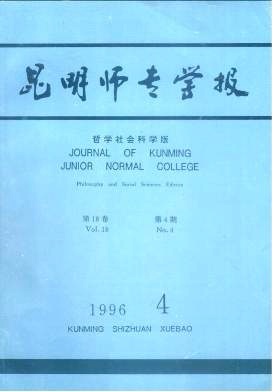 昆明师专学报
哲学社会科学版
JOURNAL OF KUNMING
JUNIOR NORMAL COLLEGE
Philosophy and Social Sciences Edition
第18卷 第4期
Vol. 18 No. 4
1996 4
KUNMING SHIZHUAN XUEBAO